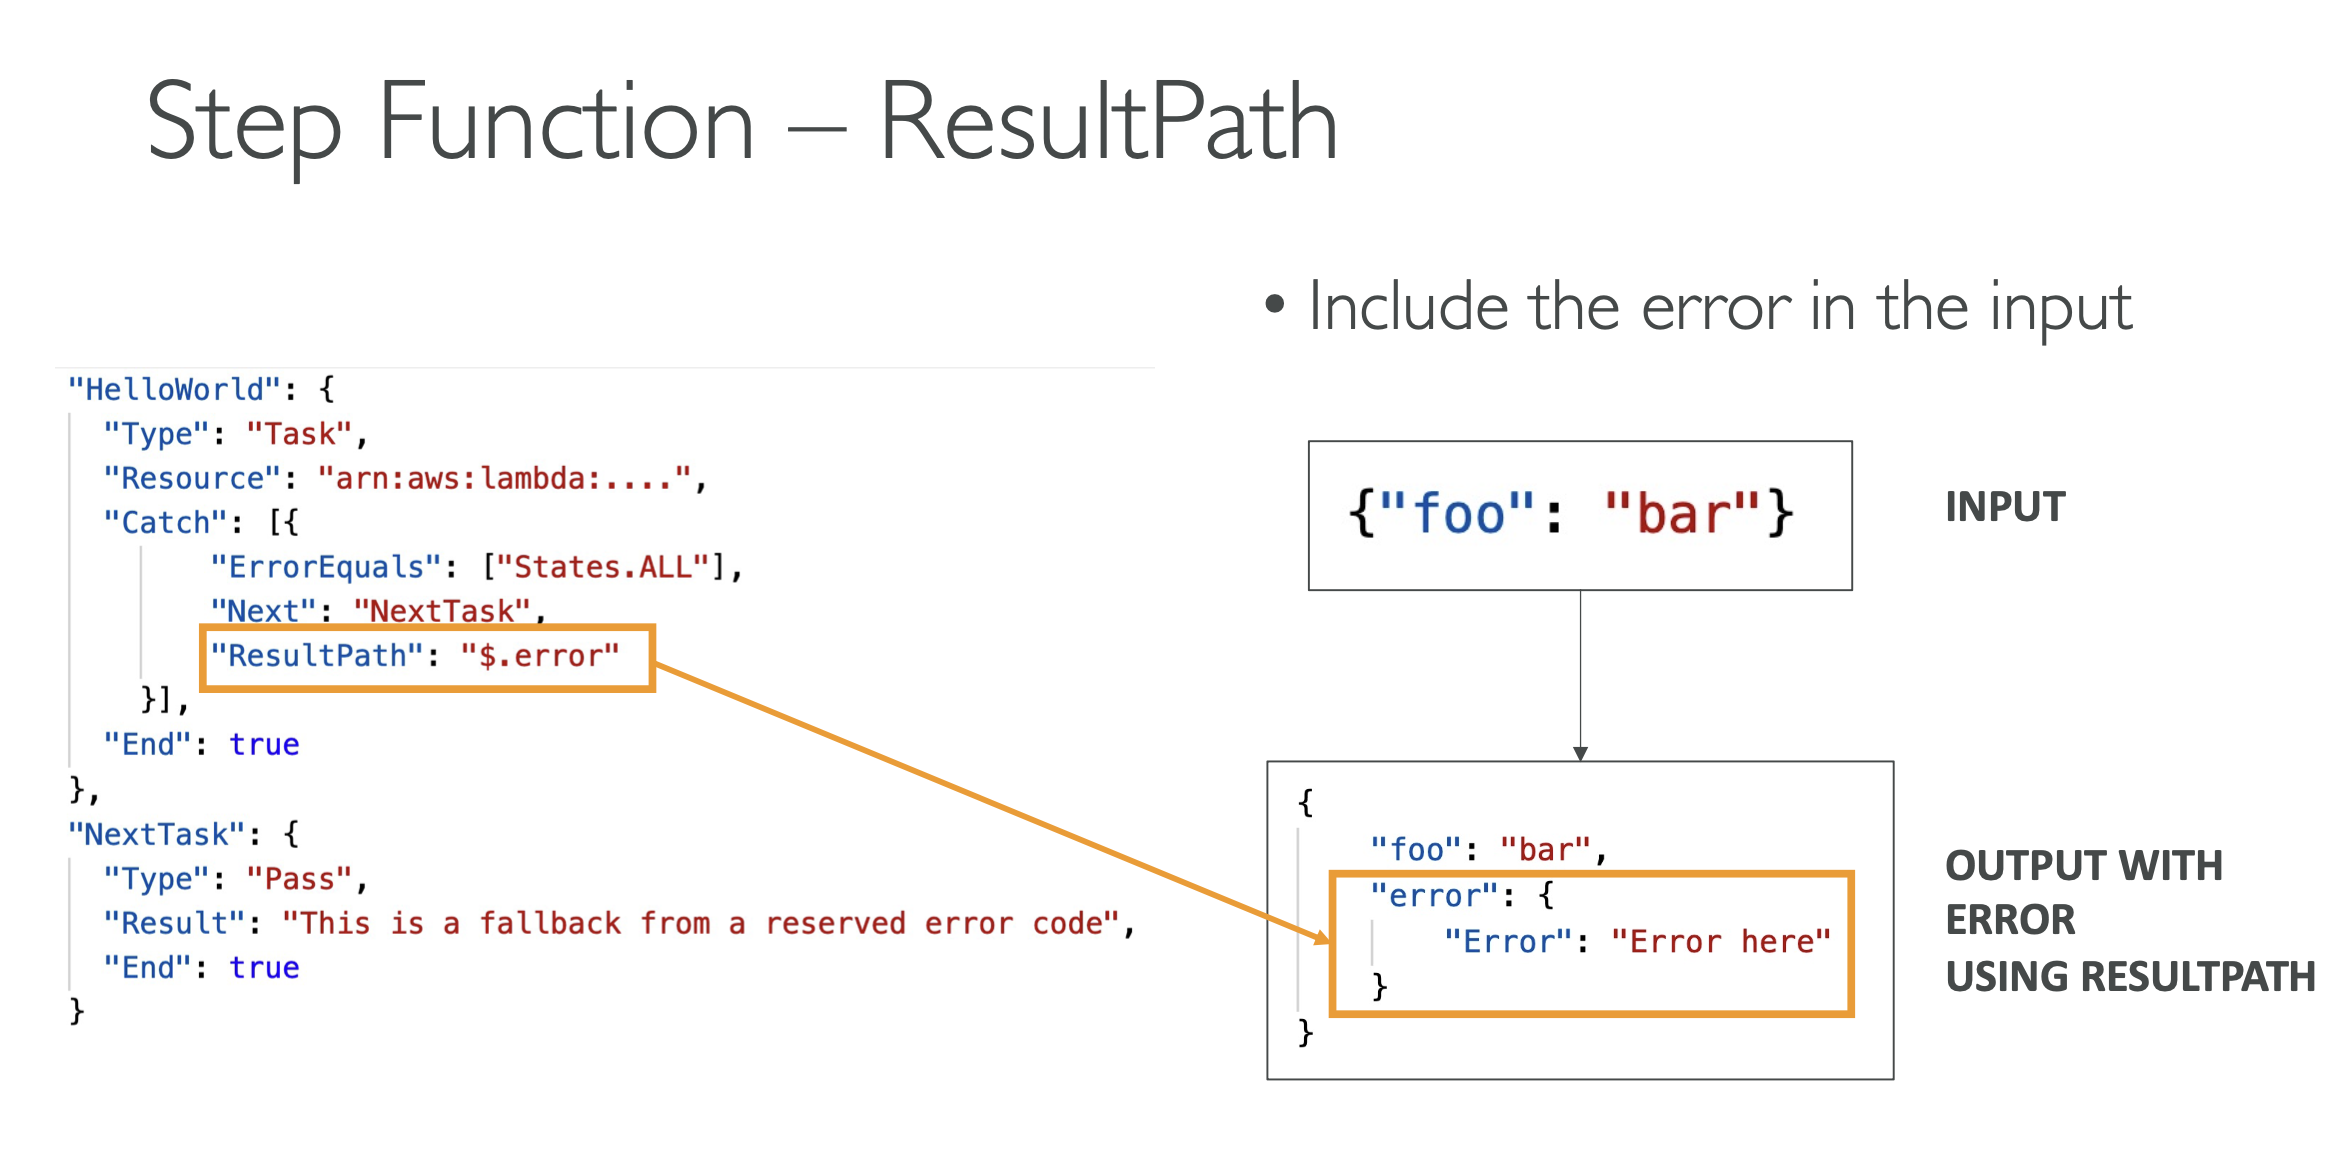 Step Function – ResultPath
• Include the error in the input
"HelloWorld": {
"Type": "Task",
"Resource": "arn:aws:lambda:....",
"Catch": [{
"ErrorEquals": ["States.ALL"],
"Next": "NextTask",
"ResultPath": "$.error"
}],
"End": true
},
"NextTask": {
"Type": "Pass",
"Result": "This is a fallback from a reserved error code",
"End": true
}
{"foo": "bar"}
INPUT
{
"foo": "bar",
"error": {
"Error": "Error here"
}
}
OUTPUT WITH
ERROR
USING RESULTPATH